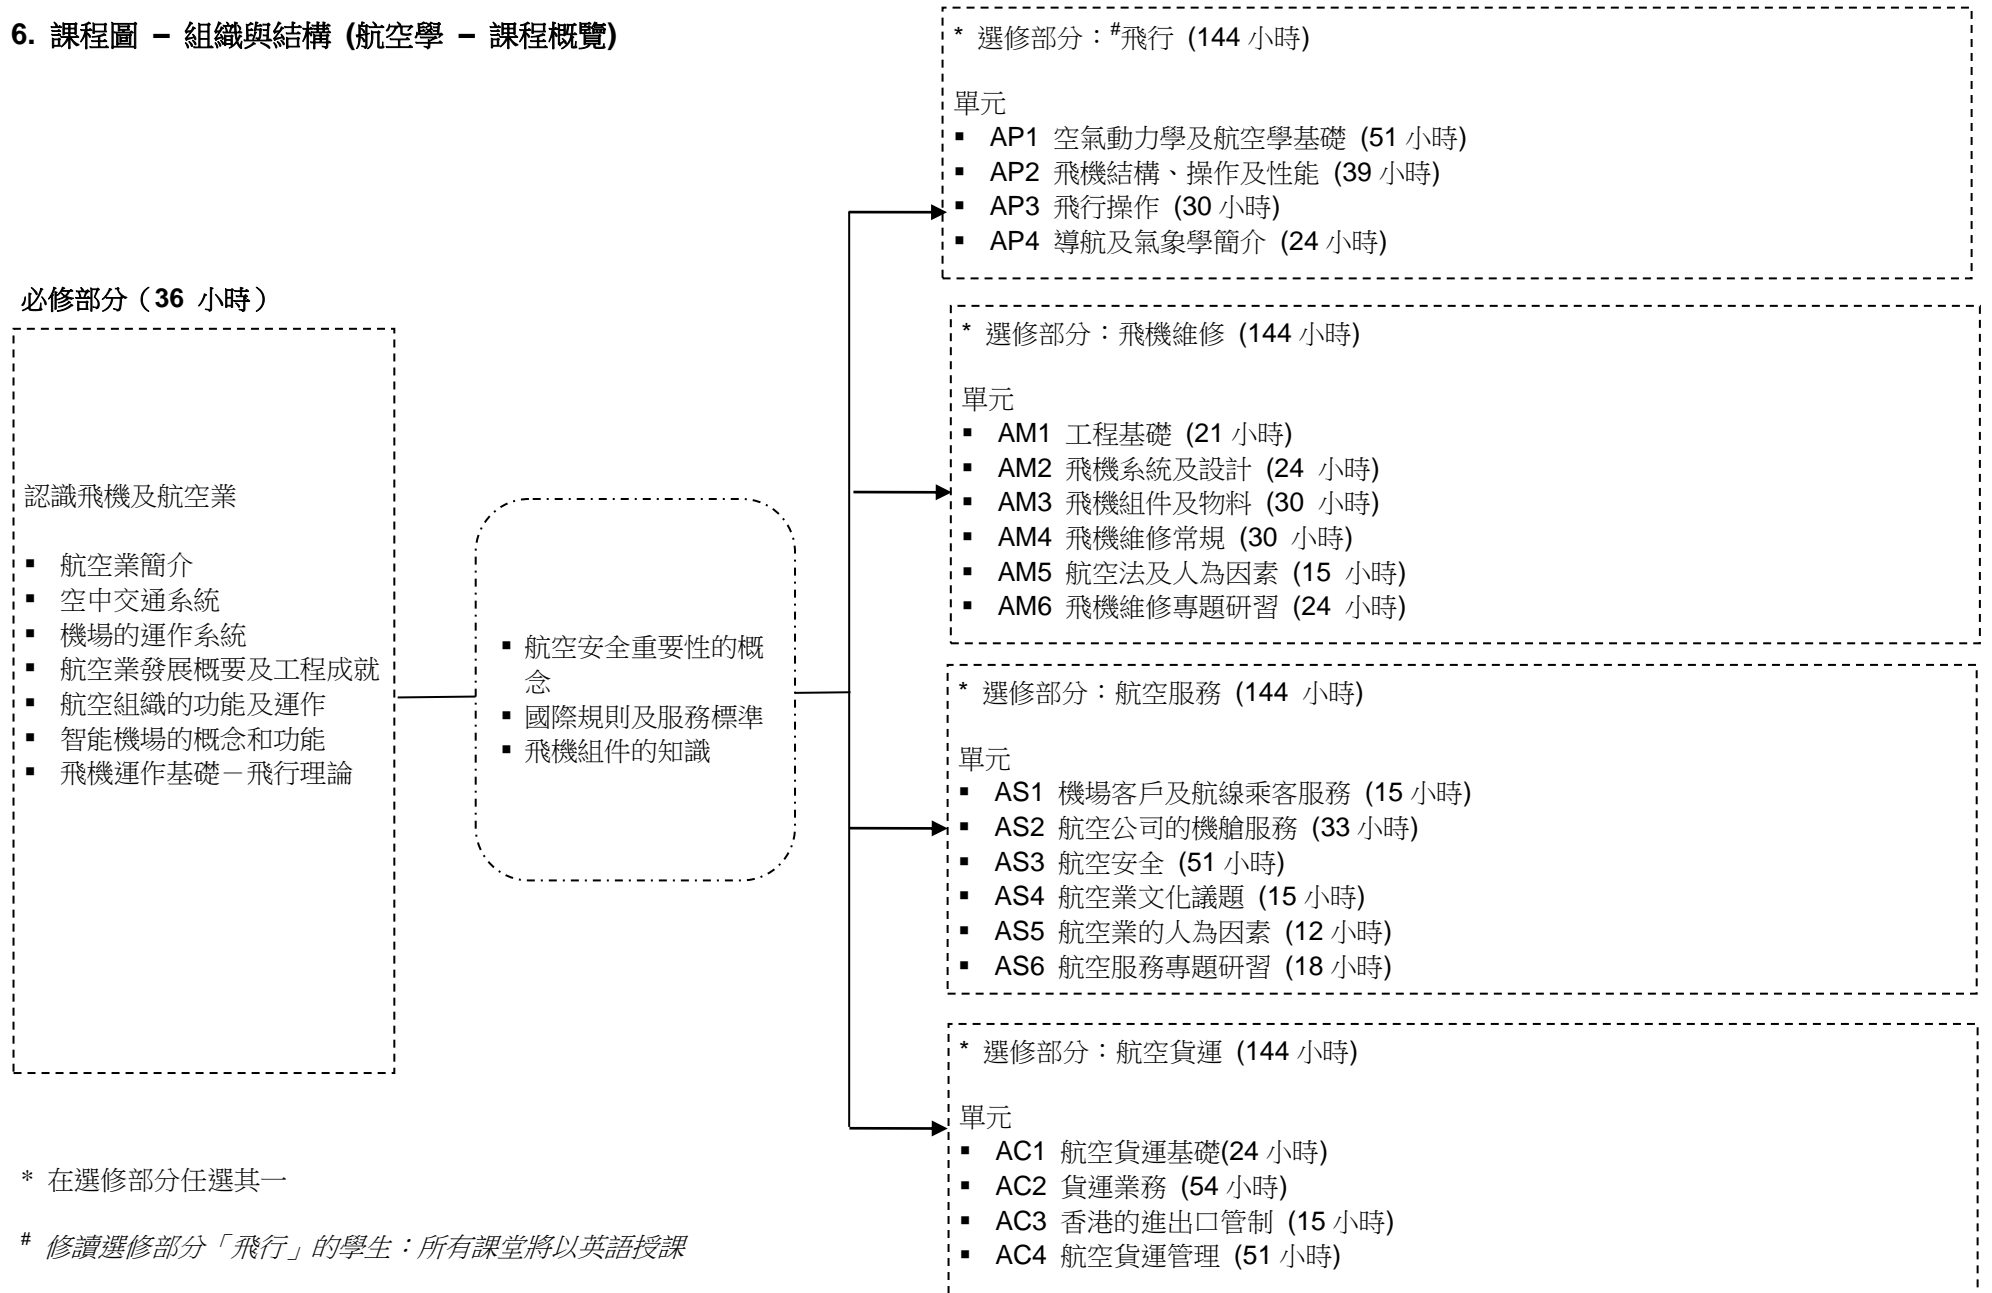 6. 課程圖 – 組織與結構 (航空學 – 課程概覽)
必修部分（36 小時）
認識飛機及航空業
▪ 航空業簡介
▪ 空中交通系統
▪ 機場的運作系統
▪ 航空業發展概要及工程成就
▪ 航空組織的功能及運作
▪ 智能機場的概念和功能
▪ 飛機運作基礎－飛行理論
▪ 航空安全重要性的概
念
▪ 國際規則及服務標準
▪ 飛機組件的知識
* 選修部分：#飛行 (144 小時)
單元
▪ AP1 空氣動力學及航空學基礎 (51 小時)
▪ AP2 飛機結構、操作及性能 (39 小時)
▪ AP3 飛行操作 (30 小時)
▪ AP4 導航及氣象學簡介 (24 小時)
* 選修部分：飛機維修 (144 小時)
單元
▪ AM1 工程基礎 (21 小時)
▪ AM2 飛機系統及設計 (24 小時)
▪ AM3 飛機組件及物料 (30 小時)
▪ AM4 飛機維修常規 (30 小時)
▪ AM5 航空法及人為因素 (15 小時)
▪ AM6 飛機維修專題研習 (24 小時)
* 選修部分：航空服務 (144 小時)
單元
▪ AS1 機場客戶及航線乘客服務 (15 小時)
▪ AS2 航空公司的機艙服務 (33 小時)
▪ AS3 航空安全 (51 小時)
▪ AS4 航空業文化議題 (15 小時)
▪ AS5 航空業的人為因素 (12 小時)
▪ AS6 航空服務專題研習 (18 小時)
* 選修部分：航空貨運 (144 小時)
單元
▪ AC1 航空貨運基礎(24 小時)
▪ AC2 貨運業務 (54 小時)
▪ AC3 香港的進出口管制 (15 小時)
▪ AC4 航空貨運管理 (51 小時)
* 在選修部分任選其一
# 修讀選修部分「飛行」的學生：所有課堂將以英語授課